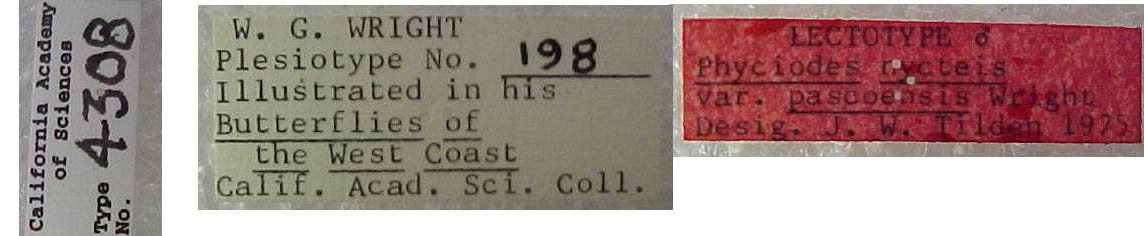 California Academy
of Sciences
Type 4308
No.
W. G. WRIGHT
Plesiotype No. 198
Illustrated in his
Butterflies of
the West Coast
Calif. Acad. Sci. Coll.
LECTOTYPE ♂
Phyciodes nycteis
var. pascoensis Wright
Desig. J. W. Tilden 1975